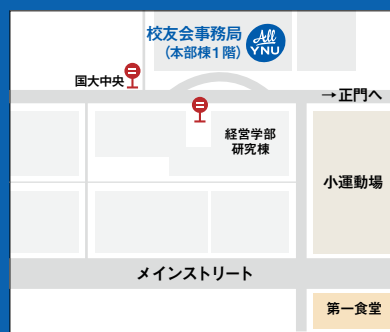 校友会事務局
(本部棟1階)
All
YNU
国大中央
→正門へ
経営学部
研究棟
小運動場
メインストリート
第一食堂